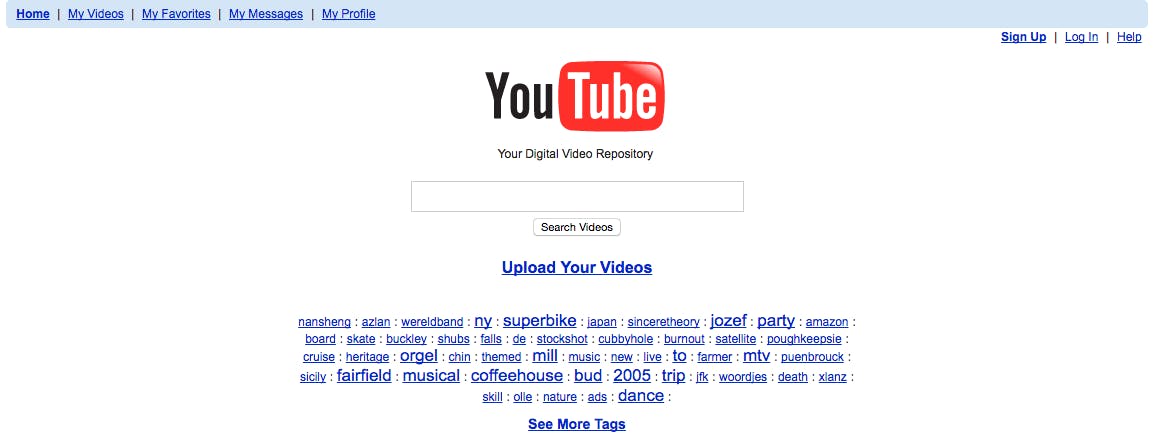 Home | My Videos | My Favorites | My Messages | My Profile
Sign Up | Log In | Help
YouTube
Your Digital Video Repository
Search Videos
Upload Your Videos
nansheng : azlan : wereldband : ny : superbike : japan : sinceretheory : jozef : party : amazon :
board : skate : buckley : shubs : falls : de : stockshot : cubbyhole : burnout : satellite : poughkeepsie :
cruise : heritage : orgel : chin : themed : mill : music : new : live : to : farmer : mtv : puenbrouck :
sicily : fairfield : musical : coffeehouse : bud : 2005 : trip : jfk : woordjes : death : xlanz :
skill : olle : nature : ads : dance :
See More Tags